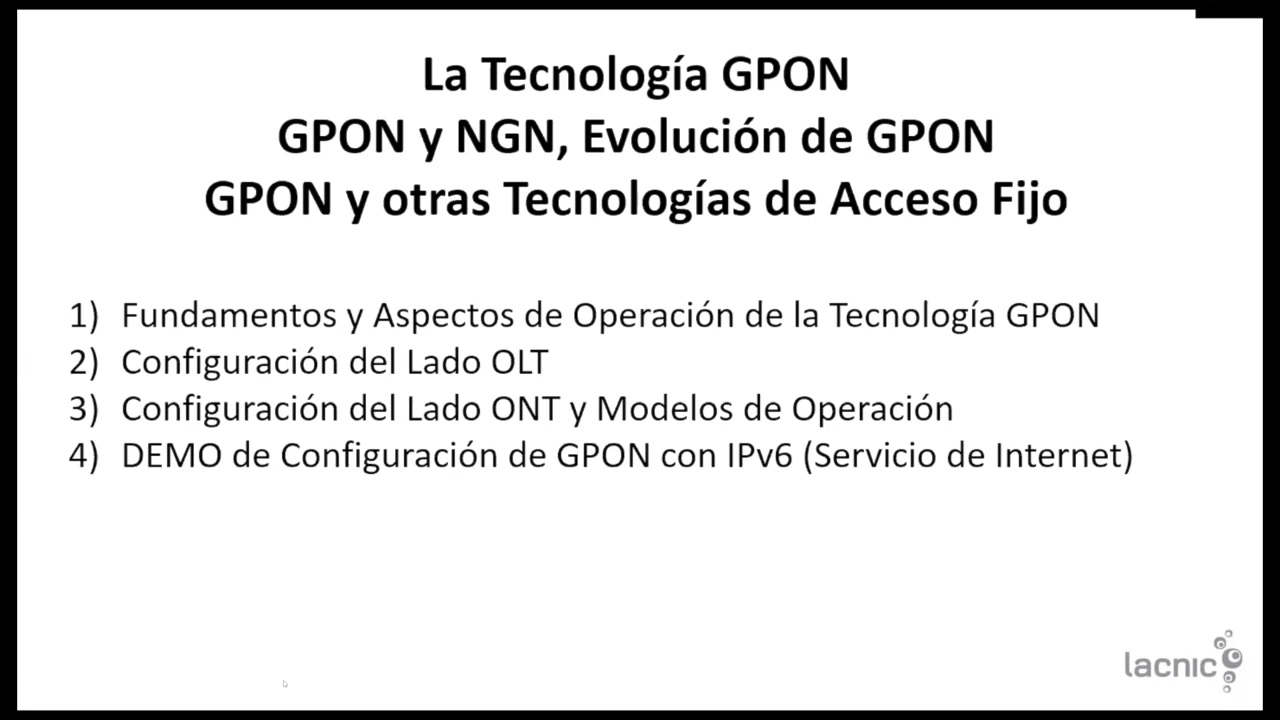 La Tecnología GPON
GPON y NGN, Evolución de GPON
GPON y otras Tecnologías de Acceso Fijo
1) Fundamentos y Aspectos de Operación de la Tecnología GPON
2) Configuración del Lado OLT
3) Configuración del Lado ONT y Modelos de Operación
4) DEMO de Configuración de GPON con IPv6 (Servicio de Internet)
lacnic